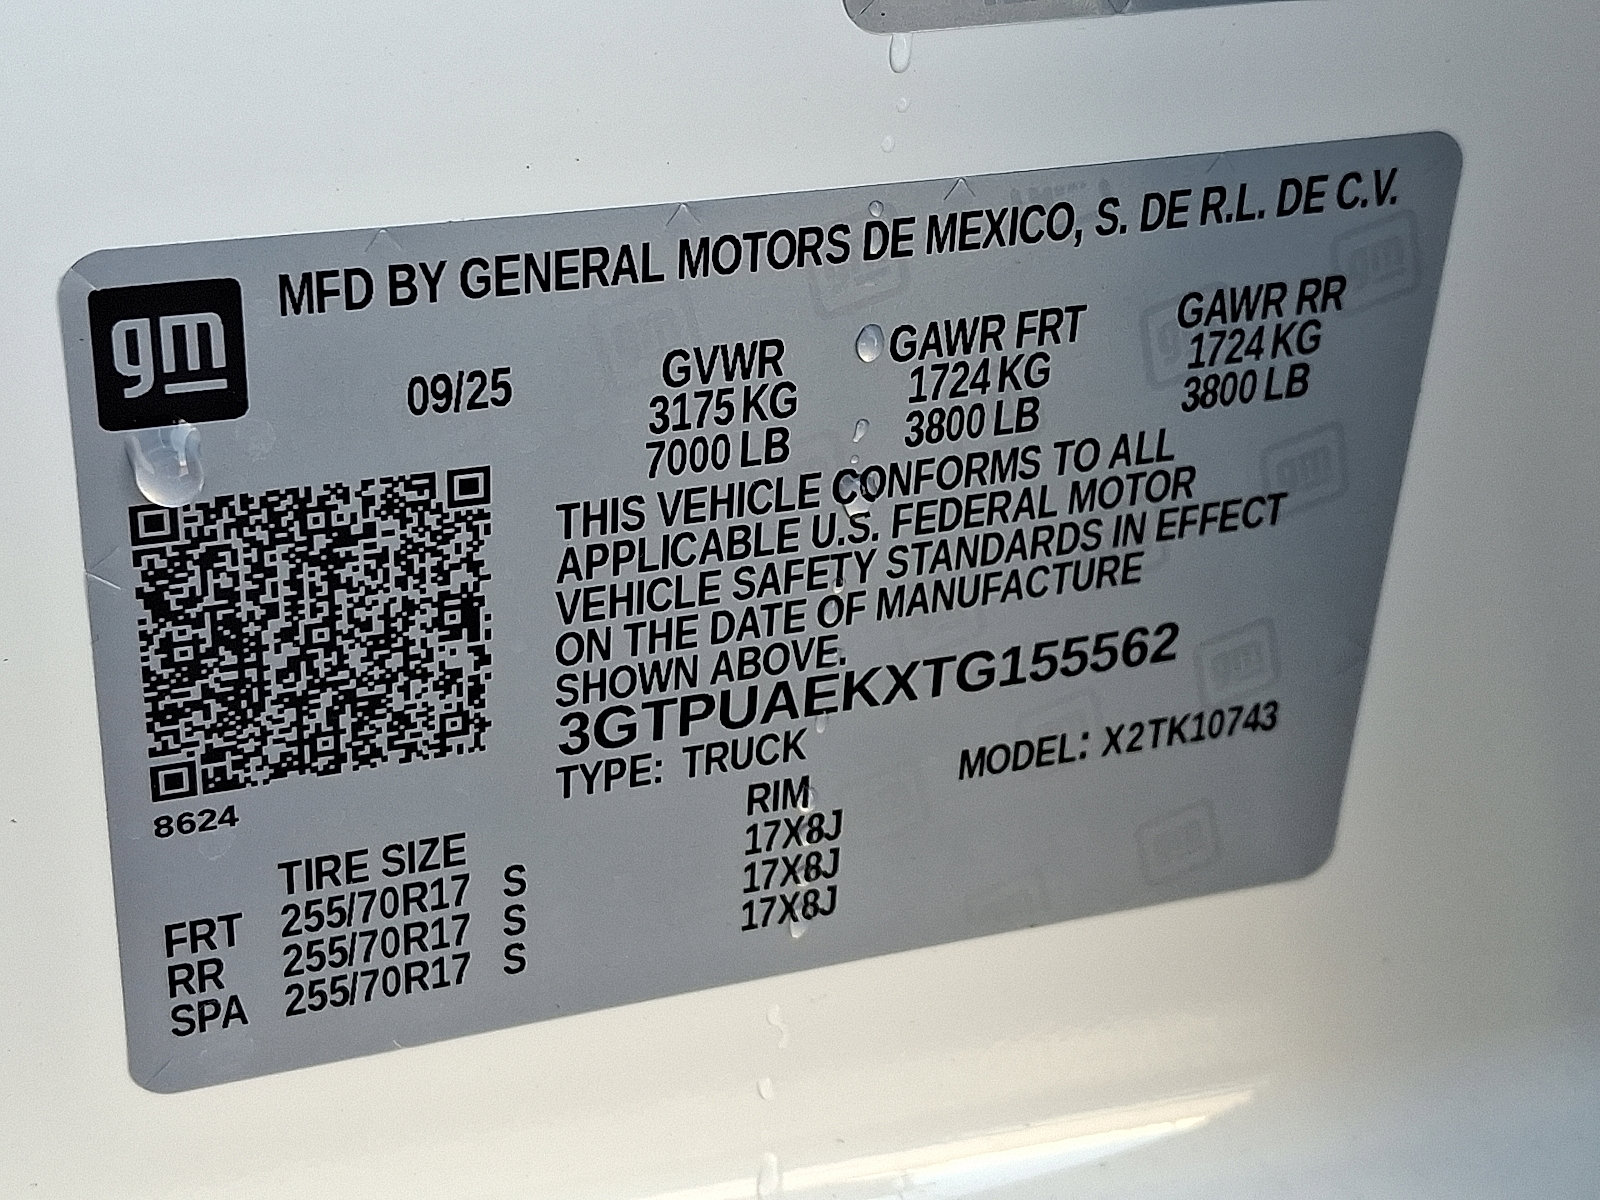 gm
MFD BY GENERAL MOTORS DE MEXICO, S. DE R.L. DE C.V.
09/25
GVWR GAWR FRT GAWR RR
3175 KG 1724 KG 1724 KG
7000 LB 3800 LB 3800 LB
THIS VEHICLE CONFORMS TO ALL
APPLICABLE U.S. FEDERAL MOTOR
VEHICLE SAFETY STANDARDS IN EFFECT
ON THE DATE OF MANUFACTURE
SHOWN ABOVE.
3GTPUAEKXTG155562
TYPE: TRUCK MODEL: X2TK10743
8624
TIRE SIZE RIM
FRT 255/70R17 S 17X8J
RR 255/70R17 S 17X8J
SPA 255/70R17 S 17X8J